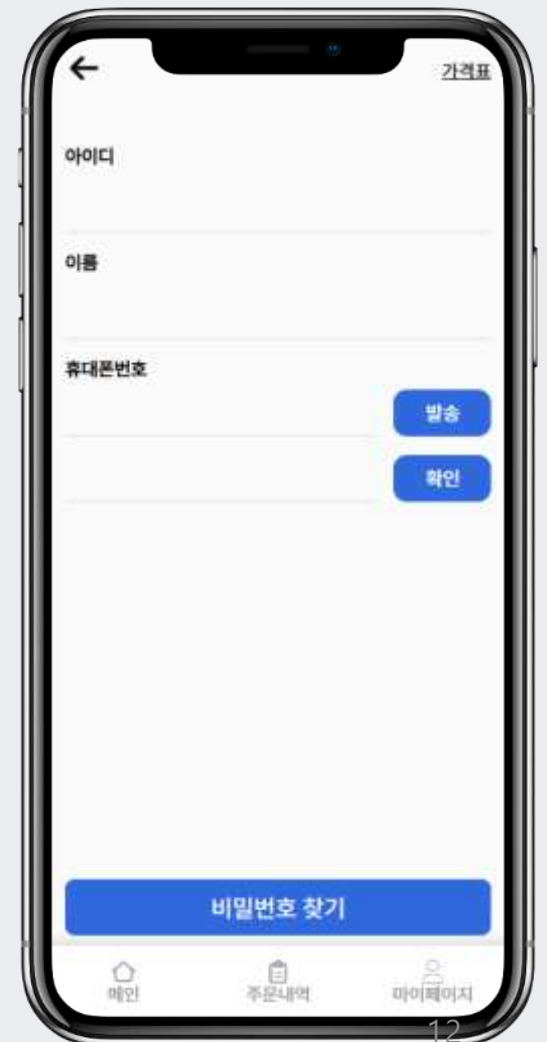 가격표
아이디
이름
휴대폰번호
발송
확인
비밀번호 찾기
메인 주문내역 마이페이지
12